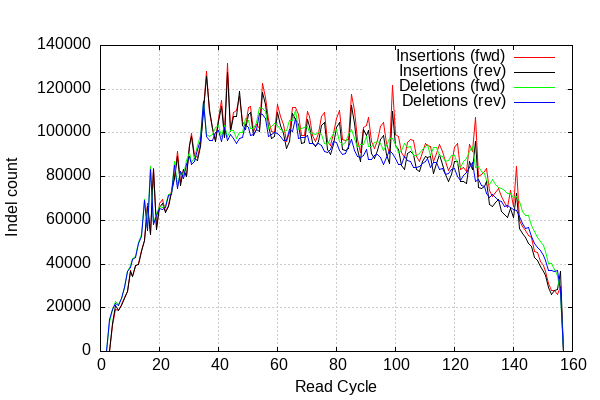 140000
120000
100000
80000
60000
40000
20000
0
Indel count
Insertions (fwd)
Insertions (rev)
Deletions (fwd)
Deletions (rev)
0 20 40 60 80 100 120 140 160
Read Cycle